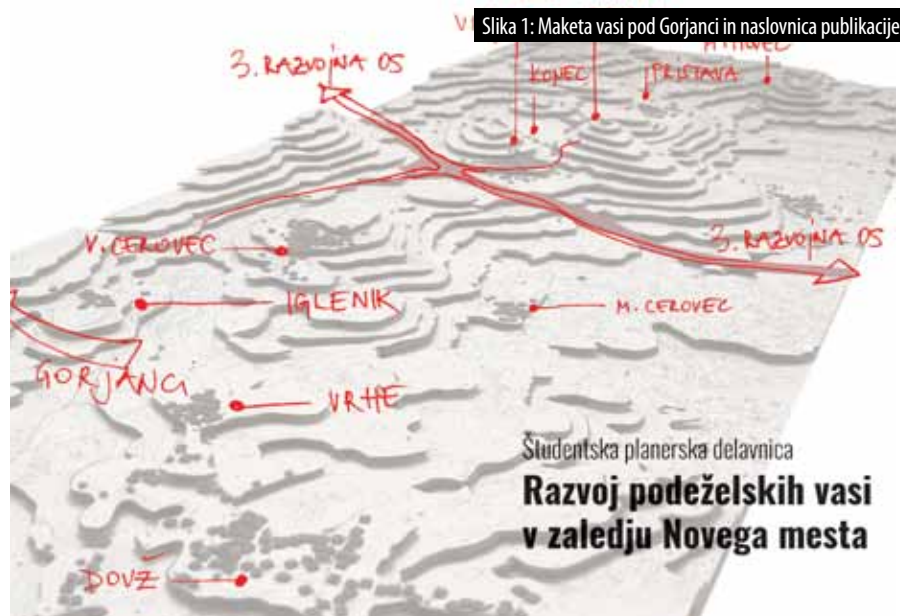 Slika 1: Maketa vasi pod Gorjanci in naslovnica publikacije
3. RAZVOJNA OS
KONEC
PRISTAVA
V. CEROVEC
3. RAZVOJNA OS
IGLENIK
M. CEROVEC
GORJANCI
VRHE
Študentska planerska delavnica
Razvoj podeželskih vasi
v zaledju Novega mesta
DOVŽ